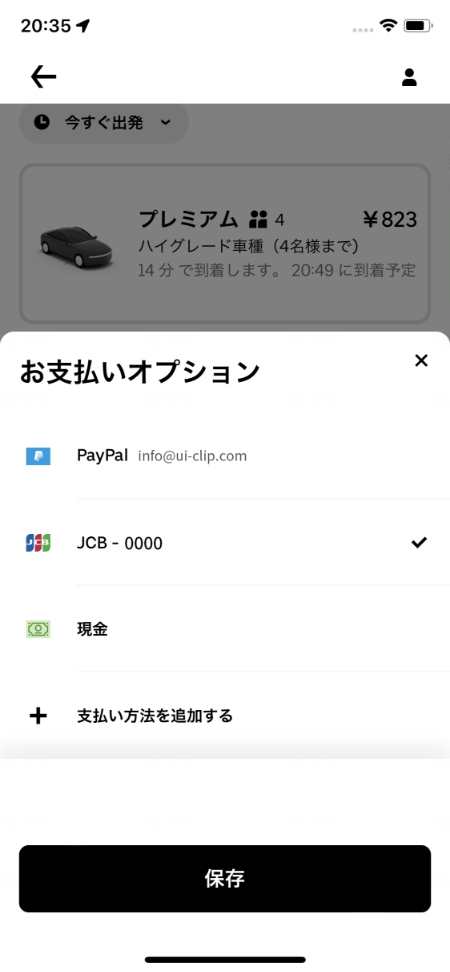 20:35
今すぐ出発
プレミアム 4 ¥823
ハイグレード車種（4名様まで）
14 分 で到着します。 20:49 に到着予定
お支払いオプション
PayPal info@ui-clip.com
JCB JCB - 0000
現金
支払い方法を追加する
保存